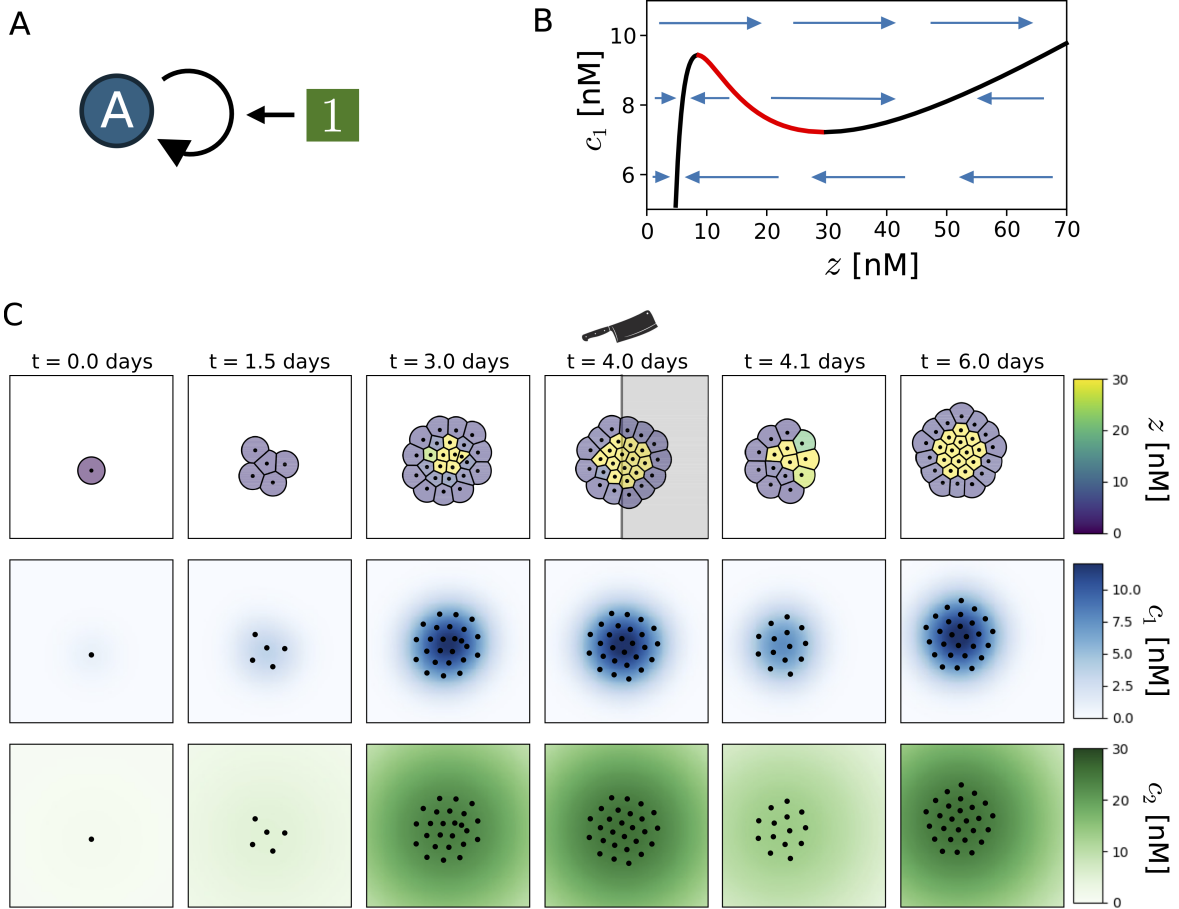 A
A
1
B
c₁ [nM]
10
8
6
0 10 20 30 40 50 60 70
z [nM]
C
t = 0.0 days t = 1.5 days t = 3.0 days t = 4.0 days t = 4.1 days t = 6.0 days
30
20
10
0
z [nM]
10.0
7.5
5.0
2.5
0.0
c₁ [nM]
30
20
10
0
c₂ [nM]